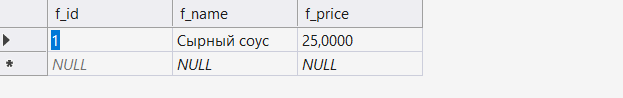 f_id f_name f_price
1 Сырный соус 25,0000
* NULL NULL NULL